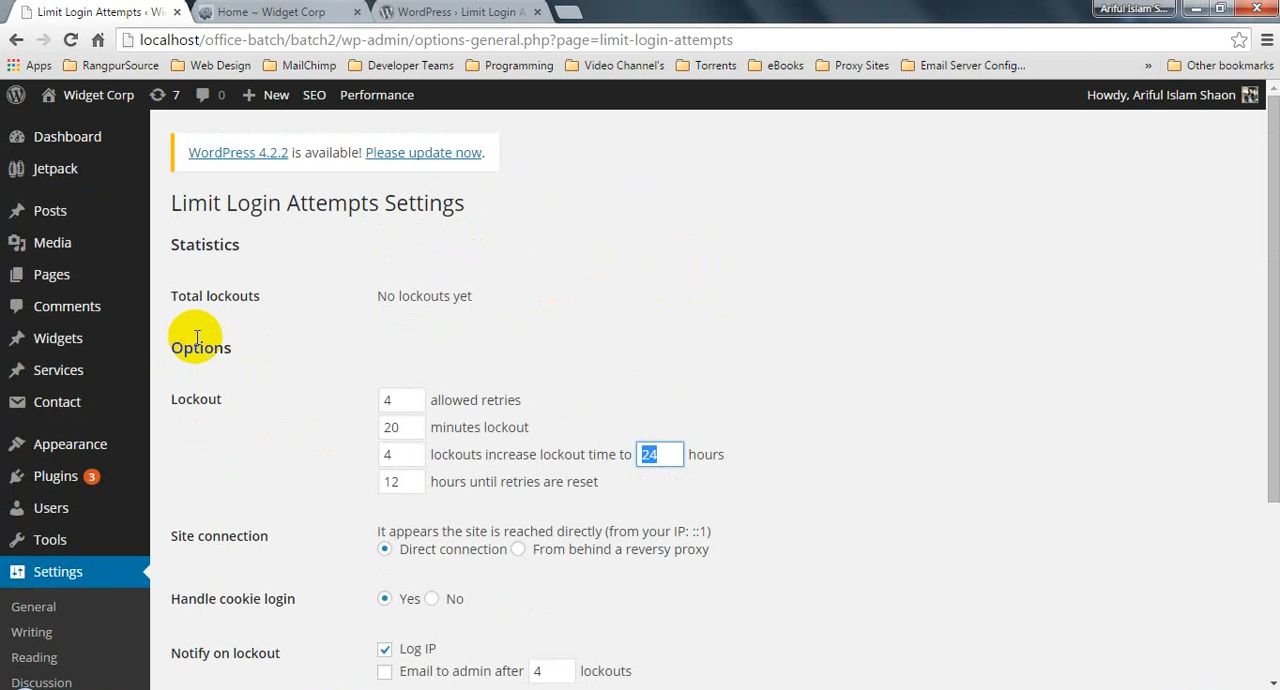 Limit Login Attempts ‹ Wi
Home ~ Widget Corp
WordPress › Limit Login A
Ariful Islam S...
localhost/office-batch/batch2/wp-admin/options-general.php?page=limit-login-attempts
Apps RangpurSource Web Design MailChimp Developer Teams Programming Video Channel's Torrents eBooks Proxy Sites Email Server Config... » Other bookmarks
Widget Corp 7 0 New SEO Performance Howdy, Ariful Islam Shaon
Dashboard
Jetpack
Posts
Media
Pages
Comments
Widgets
Services
Contact
Appearance
Plugins 3
Users
Tools
Settings
General
Writing
Reading
Discussion
WordPress 4.2.2 is available! Please update now.
Limit Login Attempts Settings
Statistics
Total lockouts No lockouts yet
Options
Lockout 4 allowed retries
20 minutes lockout
4 lockouts increase lockout time to 24 hours
12 hours until retries are reset
Site connection It appears the site is reached directly (from your IP: ::1)
Direct connection From behind a reversy proxy
Handle cookie login Yes No
Notify on lockout Log IP
Email to admin after 4 lockouts